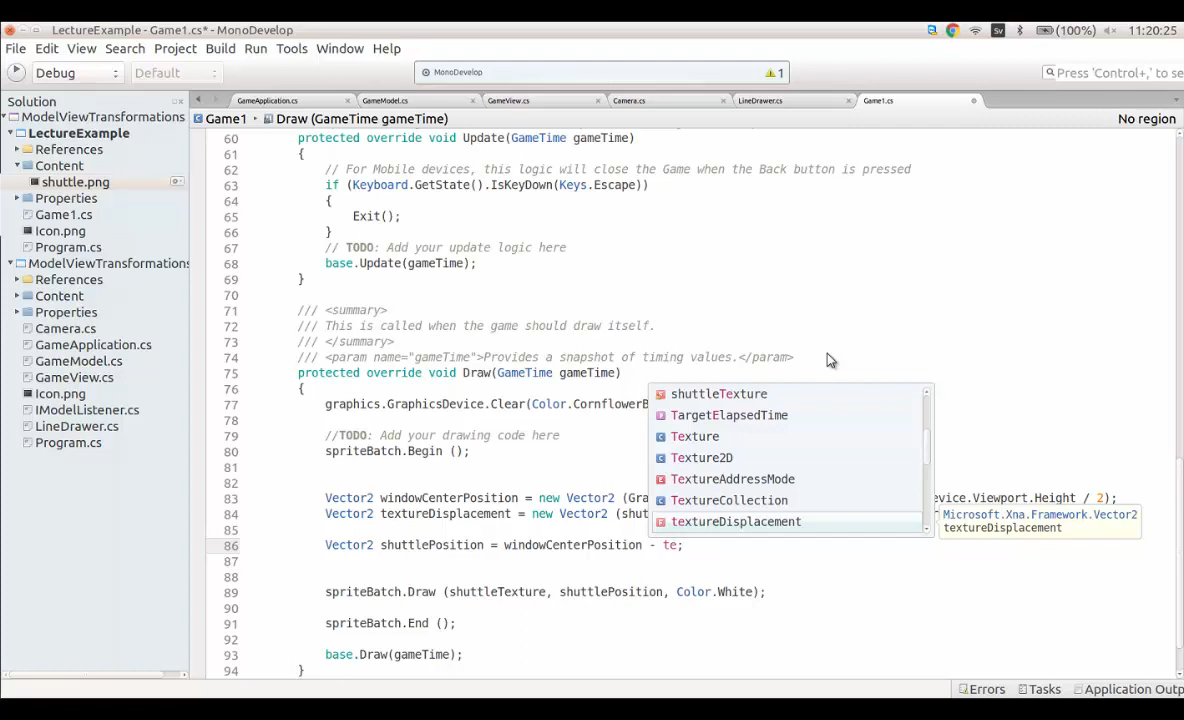 LectureExample - Game1.cs* - MonoDevelop
Sv
(100%)
11:20:25
File Edit View Search Project Build Run Tools Window Help
Debug
Default
MonoDevelop
1
Press 'Control+,' to se
Solution
GameApplication.cs
GameModel.cs
GameView.cs
Camera.cs
LineDrawer.cs
Game1.cs
ModelViewTransformations
Game1
Draw (GameTime gameTime)
No region
LectureExample
References
Content
shuttle.png
Properties
Game1.cs
Icon.png
Program.cs
ModelViewTransformations
References
Content
Properties
Camera.cs
GameApplication.cs
GameModel.cs
GameView.cs
Icon.png
IModelListener.cs
LineDrawer.cs
Program.cs
60 protected override void Update(GameTime gameTime)
61 {
62 // For Mobile devices, this logic will close the Game when the Back button is pressed
63 if (Keyboard.GetState().IsKeyDown(Keys.Escape))
64 {
65 Exit();
66 }
67 // TODO: Add your update logic here
68 base.Update(gameTime);
69 }
70
71 /// <summary>
72 /// This is called when the game should draw itself.
73 /// </summary>
74 /// <param name="gameTime">Provides a snapshot of timing values.</param>
75 protected override void Draw(GameTime gameTime)
76 {
77 graphics.GraphicsDevice.Clear(Color.CornflowerB
78
79 //TODO: Add your drawing code here
80 spriteBatch.Begin ();
81
82
83 Vector2 windowCenterPosition = new Vector2 (Gra evice.Viewport.Height / 2);
84 Vector2 textureDisplacement = new Vector2 (shut
85
86 Vector2 shuttlePosition = windowCenterPosition - te;
87
88
89 spriteBatch.Draw (shuttleTexture, shuttlePosition, Color.White);
90
91 spriteBatch.End ();
92
93 base.Draw(gameTime);
94 }
shuttleTexture
TargetElapsedTime
Texture
Texture2D
TextureAddressMode
TextureCollection
textureDisplacement
Microsoft.Xna.Framework.Vector2
textureDisplacement
Errors
Tasks
Application Outp